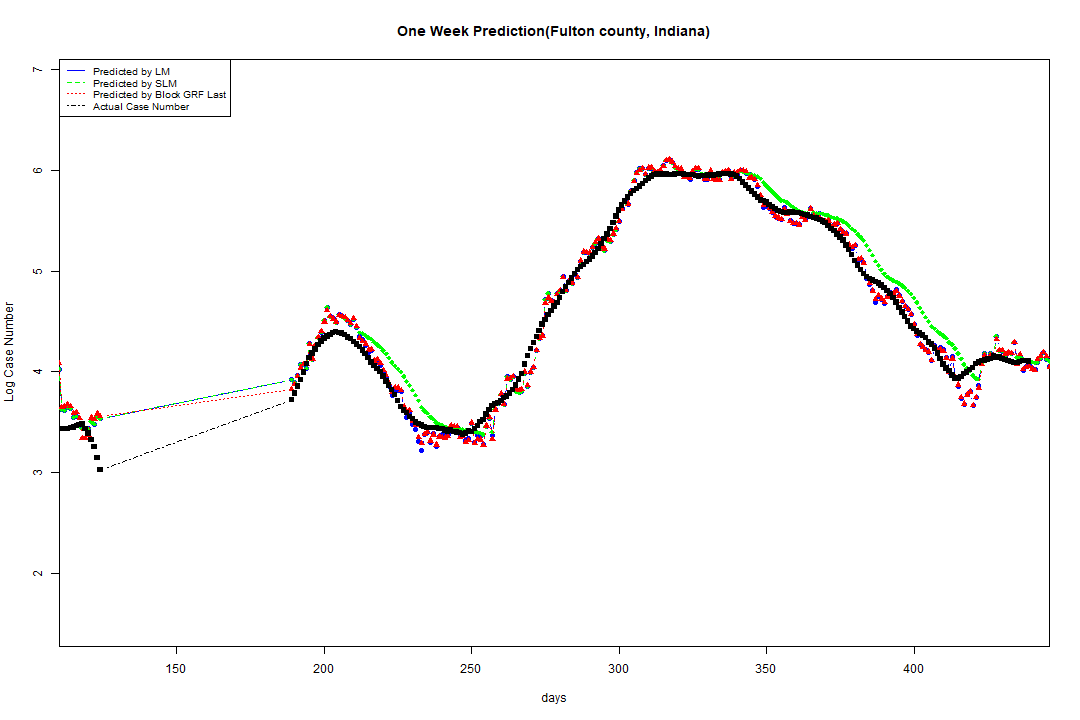 One Week Prediction(Fulton county, Indiana)
Predicted by LM
Predicted by SLM
Predicted by Block GRF Last
Actual Case Number
7
6
5
4
3
2
Log Case Number
150 200 250 300 350 400
days